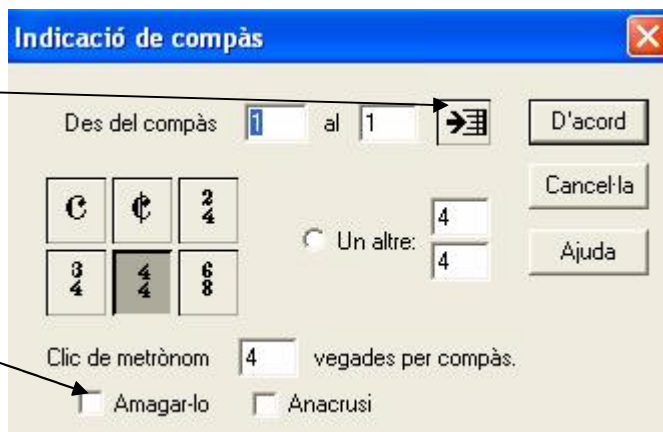 Indicació de compàs
Des del compàs 1 al 1
D'acord
Cancel·la
Ajuda
C ¢ 2/4
3/4 4/4 6/8
Un altre: 4
4
Clic de metrònom 4 vegades per compàs.
Amagar-lo Anacrusi